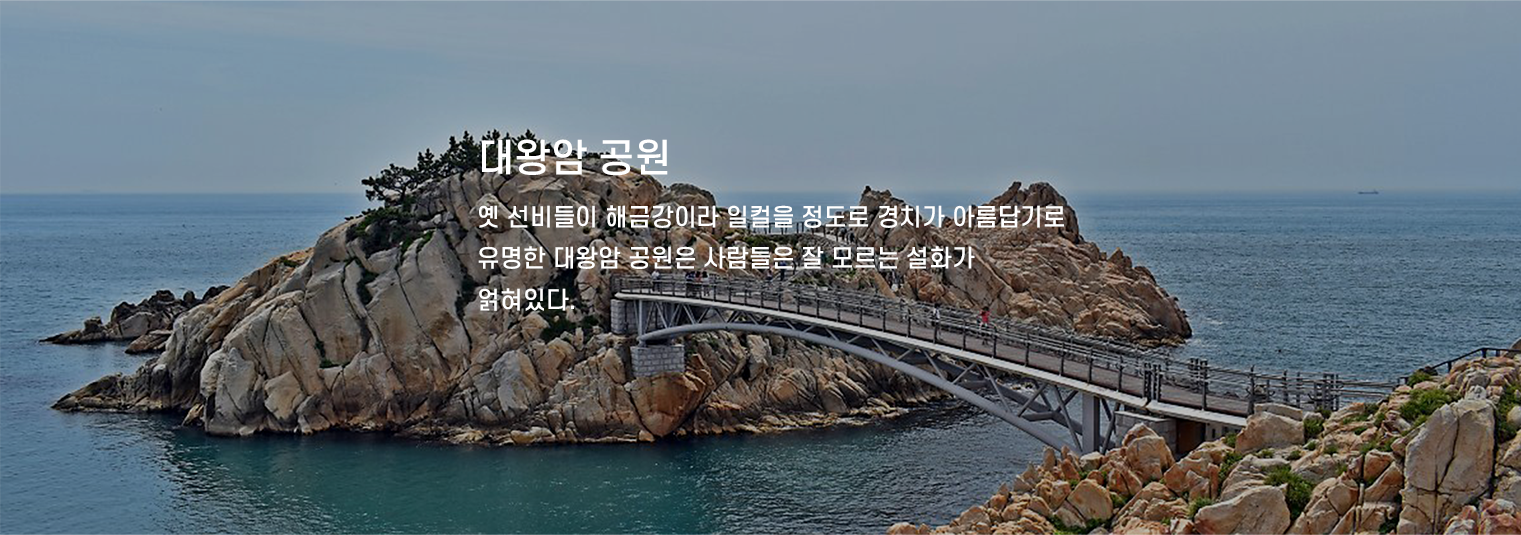 대왕암 공원
옛 선비들이 해금강이라 일컬을 정도로 경치가 아름답기로
유명한 대왕암 공원은 사람들은 잘 모르는 설화가
얽혀있다.